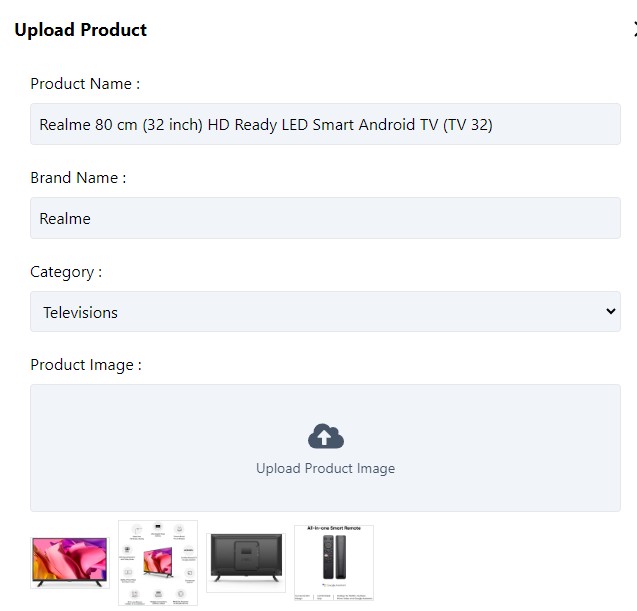 Upload Product
Product Name :
Realme 80 cm (32 inch) HD Ready LED Smart Android TV (TV 32)
Brand Name :
Realme
Category :
Televisions
Product Image :
Upload Product Image
All-in-one Smart Remote